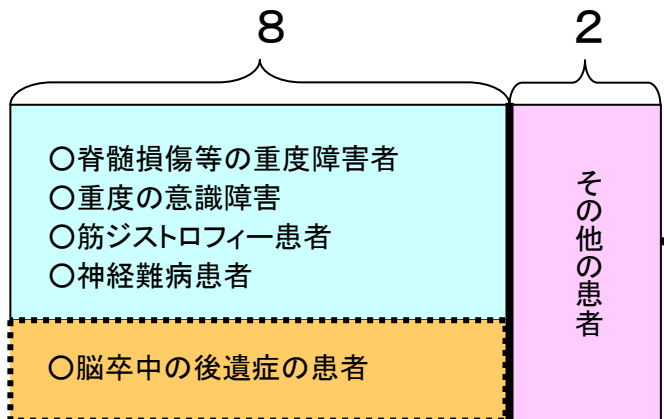 8
2
○脊髄損傷等の重度障害者
○重度の意識障害
○筋ジストロフィー患者
○神経難病患者
○脳卒中の後遺症の患者
その他の患者